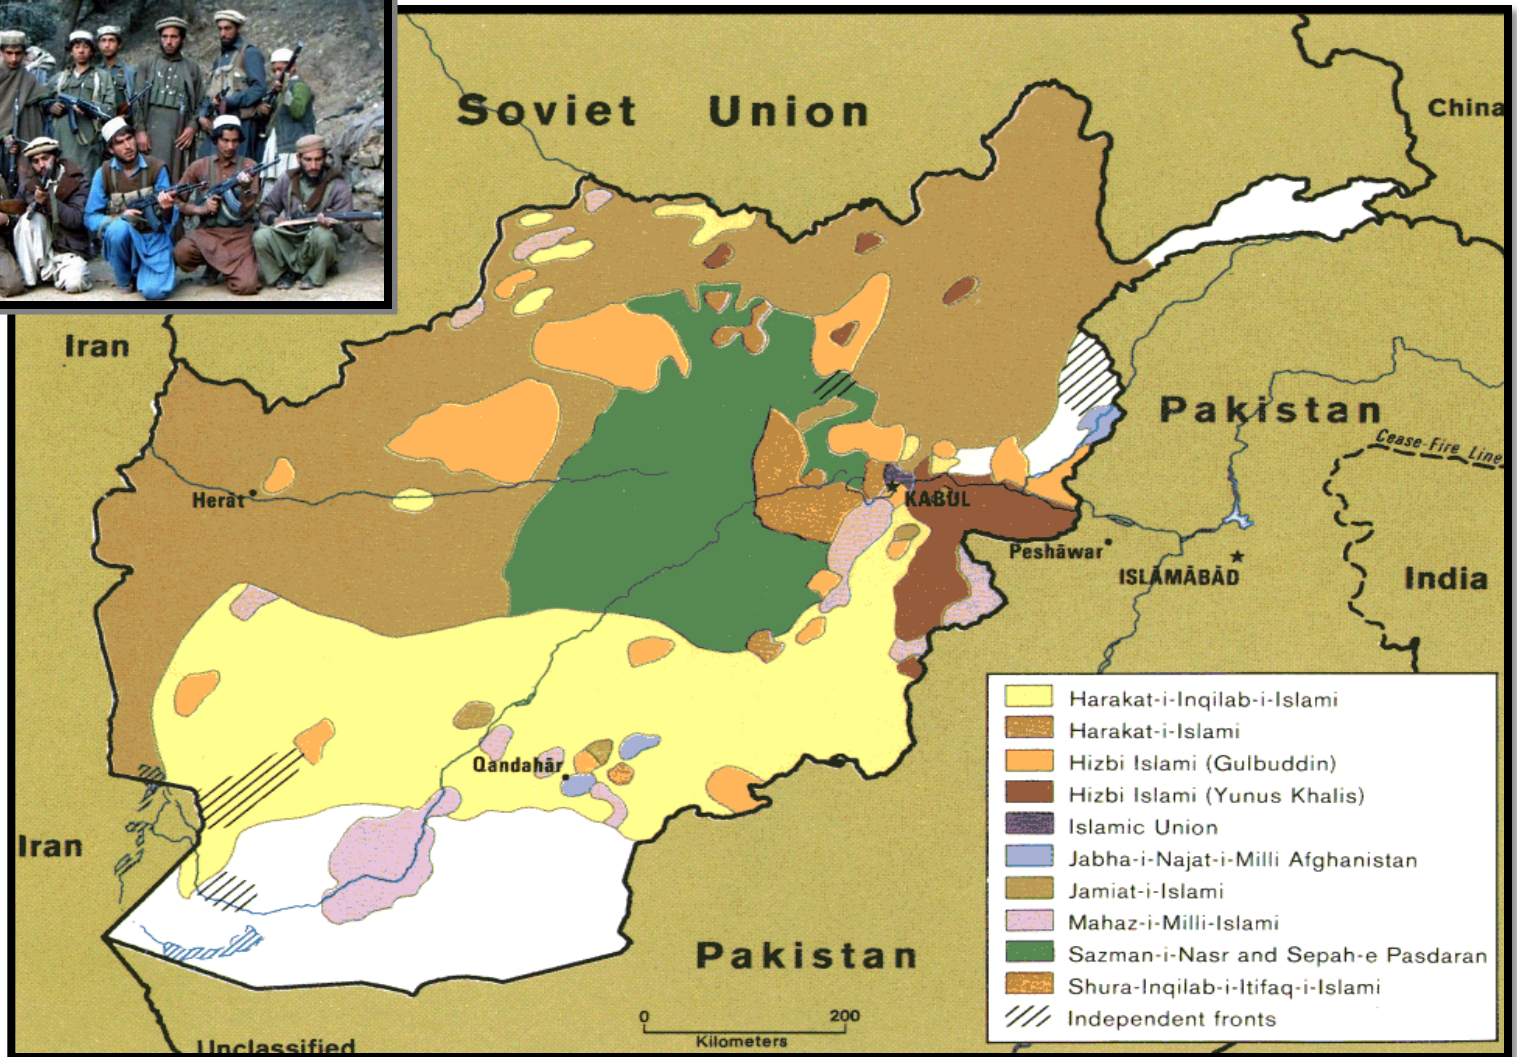 Soviet Union
China
Iran
Pakistan
Cease-Fire Line
Herāt
KABUL
Peshāwar
ISLĀMĀBĀD
India
Qandahār
Iran
Pakistan
Harakat-i-Inqilab-i-Islami
Harakat-i-Islami
Hizbi Islami (Gulbuddin)
Hizbi Islami (Yunus Khalis)
Islamic Union
Jabha-i-Najat-i-Milli Afghanistan
Jamiat-i-Islami
Mahaz-i-Milli-Islami
Sazman-i-Nasr and Sepah-e Pasdaran
Shura-Inqilab-i-Itifaq-i-Islami
Independent fronts
0 200
Kilometers
Unclassified